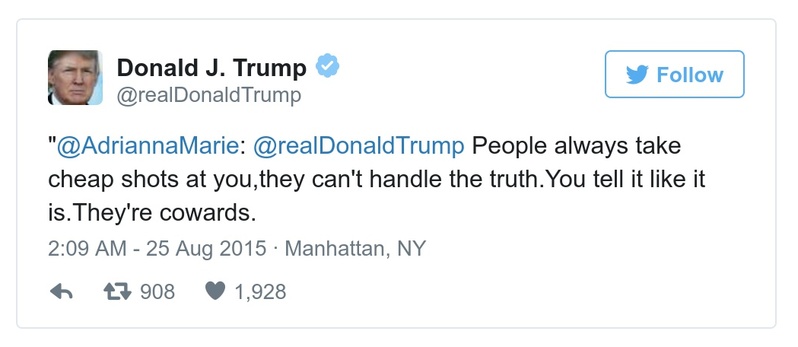 Donald J. Trump
Follow
@realDonaldTrump
"@AdriannaMarie: @realDonaldTrump People always take
cheap shots at you,they can't handle the truth.You tell it like it
is.They're cowards.
2:09 AM - 25 Aug 2015 · Manhattan, NY
908 1,928